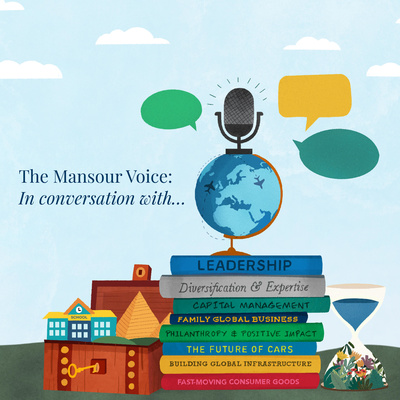 The Mansour Voice:
In conversation with...
LEADERSHIP
Diversification & Expertise
CAPITAL MANAGEMENT
FAMILY GLOBAL BUSINESS
PHILANTHROPY & POSITIVE IMPACT
THE FUTURE OF CARS
BUILDING GLOBAL INFRASTRUCTURE
FAST-MOVING CONSUMER GOODS
SCHOOL